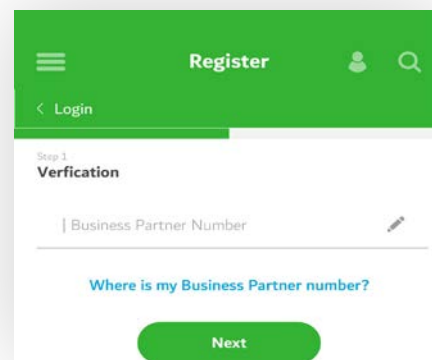 Register
< Login
Step 1
Verfication
Business Partner Number
Where is my Business Partner number?
Next